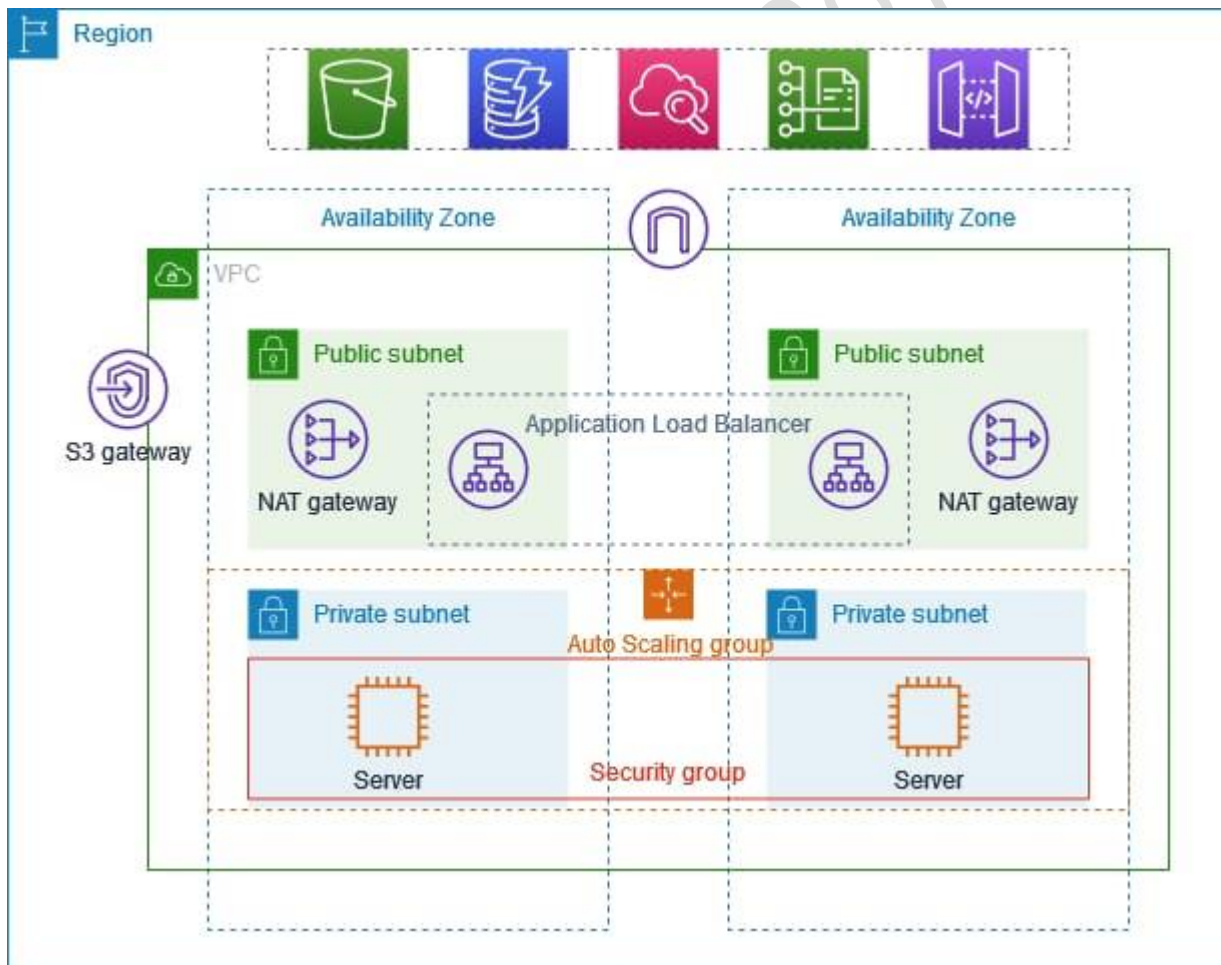 Region
Availability Zone
Availability Zone
VPC
Public subnet
Public subnet
Application Load Balancer
S3 gateway
NAT gateway
NAT gateway
Private subnet
Private subnet
Auto Scaling group
Security group
Server
Server